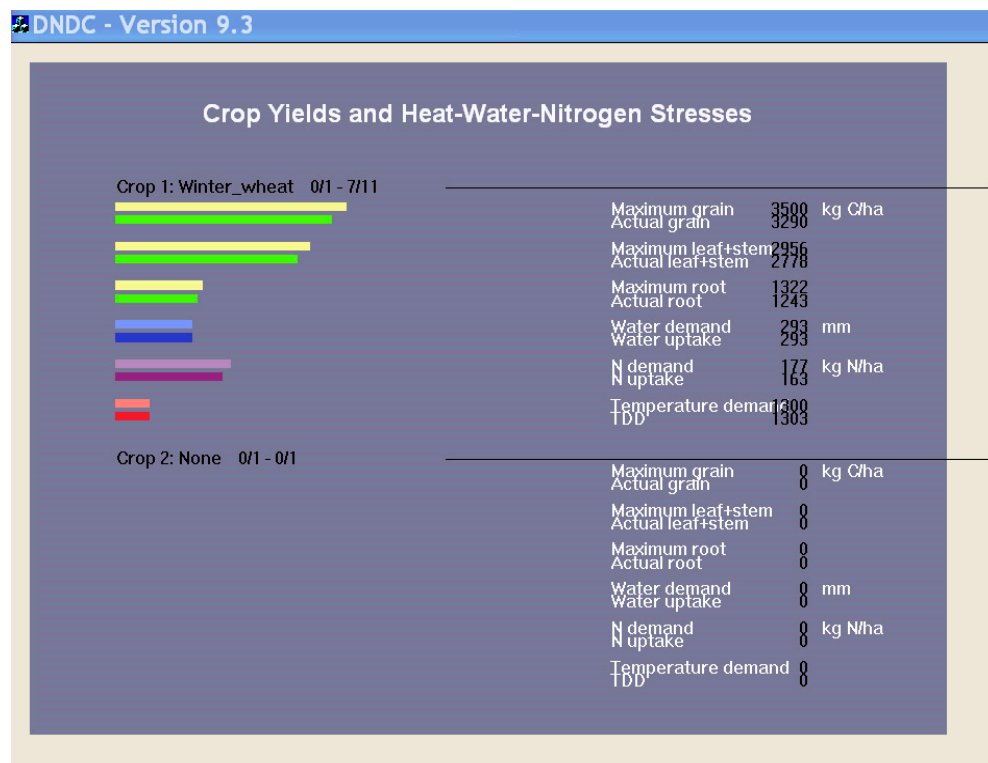 DNDC - Version 9.3
Crop Yields and Heat-Water-Nitrogen Stresses
Crop 1: Winter_wheat 0/1 - 7/11
Maximum grain 3500 kg C/ha
Actual grain 3290
Maximum leaf+stem 2956
Actual leaf+stem 2778
Maximum root 1322
Actual root 1243
Water demand 293 mm
Water uptake 293
N demand 177 kg N/ha
N uptake 163
Temperature demand 1300
TDD 1303
Crop 2: None 0/1 - 0/1
Maximum grain 0 kg C/ha
Actual grain 0
Maximum leaf+stem 0
Actual leaf+stem 0
Maximum root 0
Actual root 0
Water demand 0 mm
Water uptake 0
N demand 0 kg N/ha
N uptake 0
Temperature demand 0
TDD 0